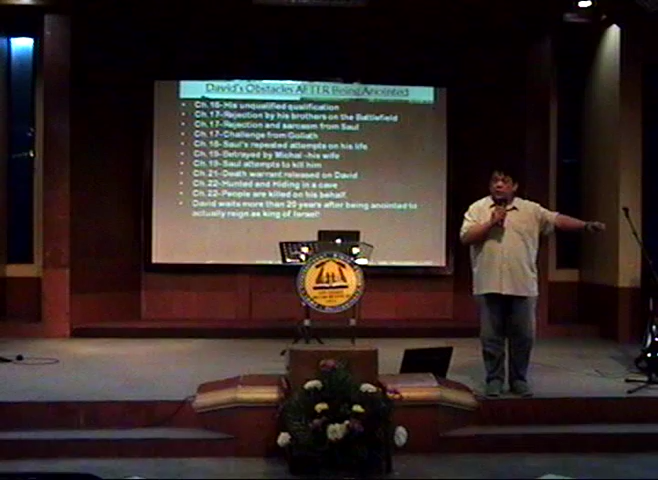 David's Obstacles AFTER Being Anointed
Ch.16-His unqualified qualification
Ch.17-Rejection by his brothers on the Battlefield
Ch.17-Rejection and sarcasm from Saul
Ch.17-Challenge from Goliath
Ch.18-Saul's repeated attempts on his life
Ch.19-Betrayed by Michal -his wife
Ch.19-Saul attempts to kill him
Ch.21-Death warrant released on David
Ch.22-Hunted and Hiding in a cave
Ch.22-People are killed on his behalf
David waits more than 20 years after being anointed to
actually reign as king of Israel!